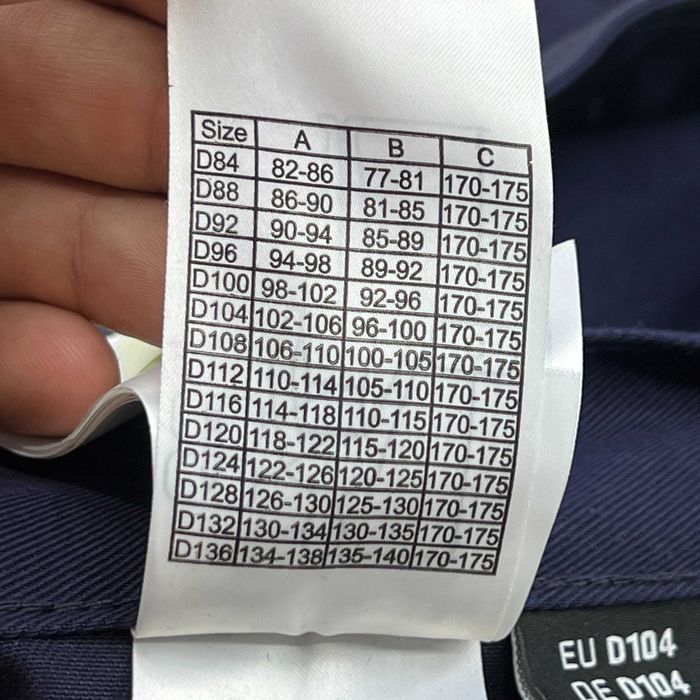 Size A B C
D84 82-86 77-81 170-175
D88 86-90 81-85 170-175
D92 90-94 85-89 170-175
D96 94-98 89-92 170-175
D100 98-102 92-96 170-175
D104 102-106 96-100 170-175
D108 106-110 100-105 170-175
D112 110-114 105-110 170-175
D116 114-118 110-115 170-175
D120 118-122 115-120 170-175
D124 122-126 120-125 170-175
D128 126-130 125-130 170-175
D132 130-134 130-135 170-175
D136 134-138 135-140 170-175
EU D104
DE D104